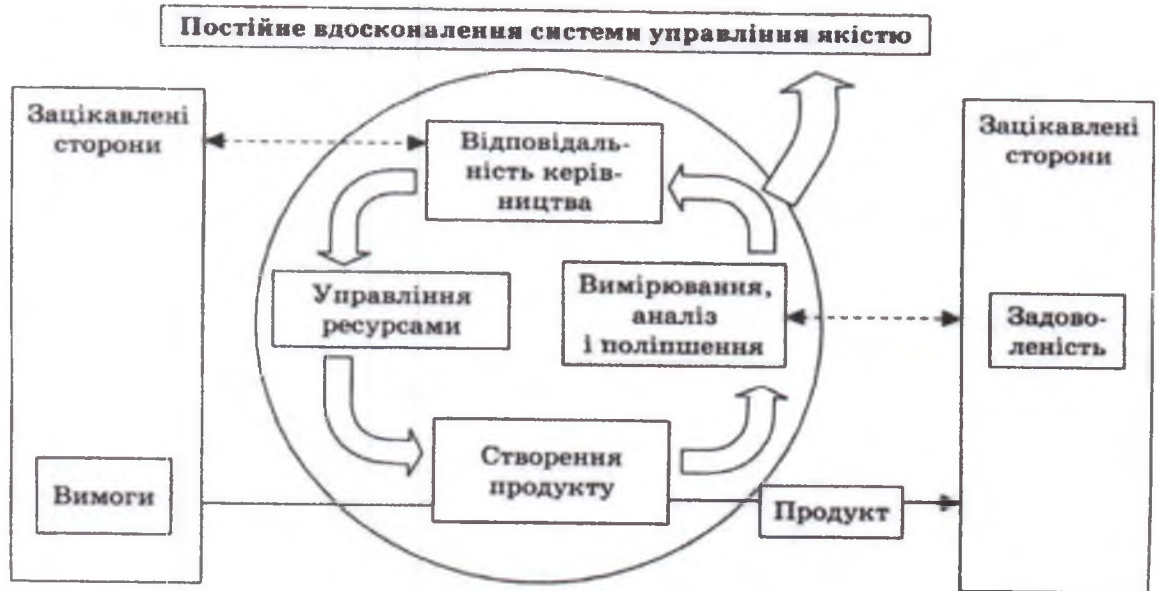 Постійне вдосконалення системи управління якістю
Зацікавлені
сторони
Вимоги
Відповідаль-
ність керів-
ництва
Управління
ресурсами
Вимірювання,
аналіз
і поліпшення
Створення
продукту
Продукт
Зацікавлені
сторони
Задово-
леність